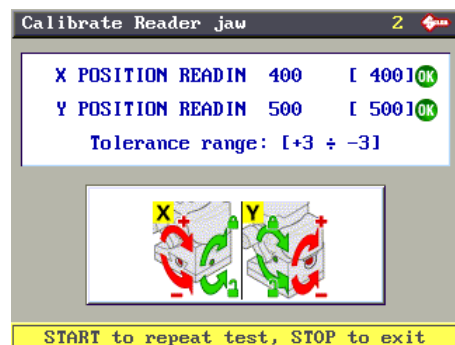 Calibrate Reader jaw 2
X POSITION READIN 400 [ 400] OK
Y POSITION READIN 500 [ 500] OK
Tolerance range: [+3 ÷ -3]
X + - Y + -
START to repeat test, STOP to exit